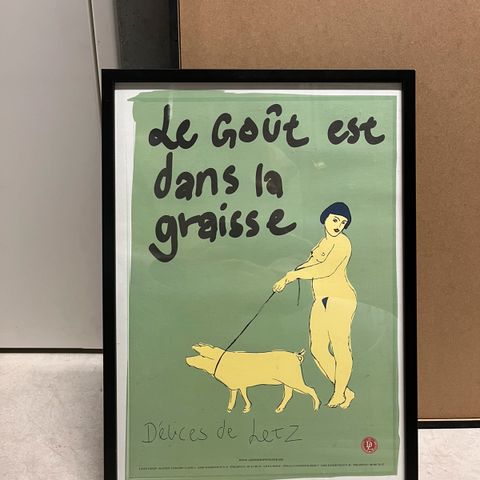 Le Goût est
dans la
graisse
Délices de Letz